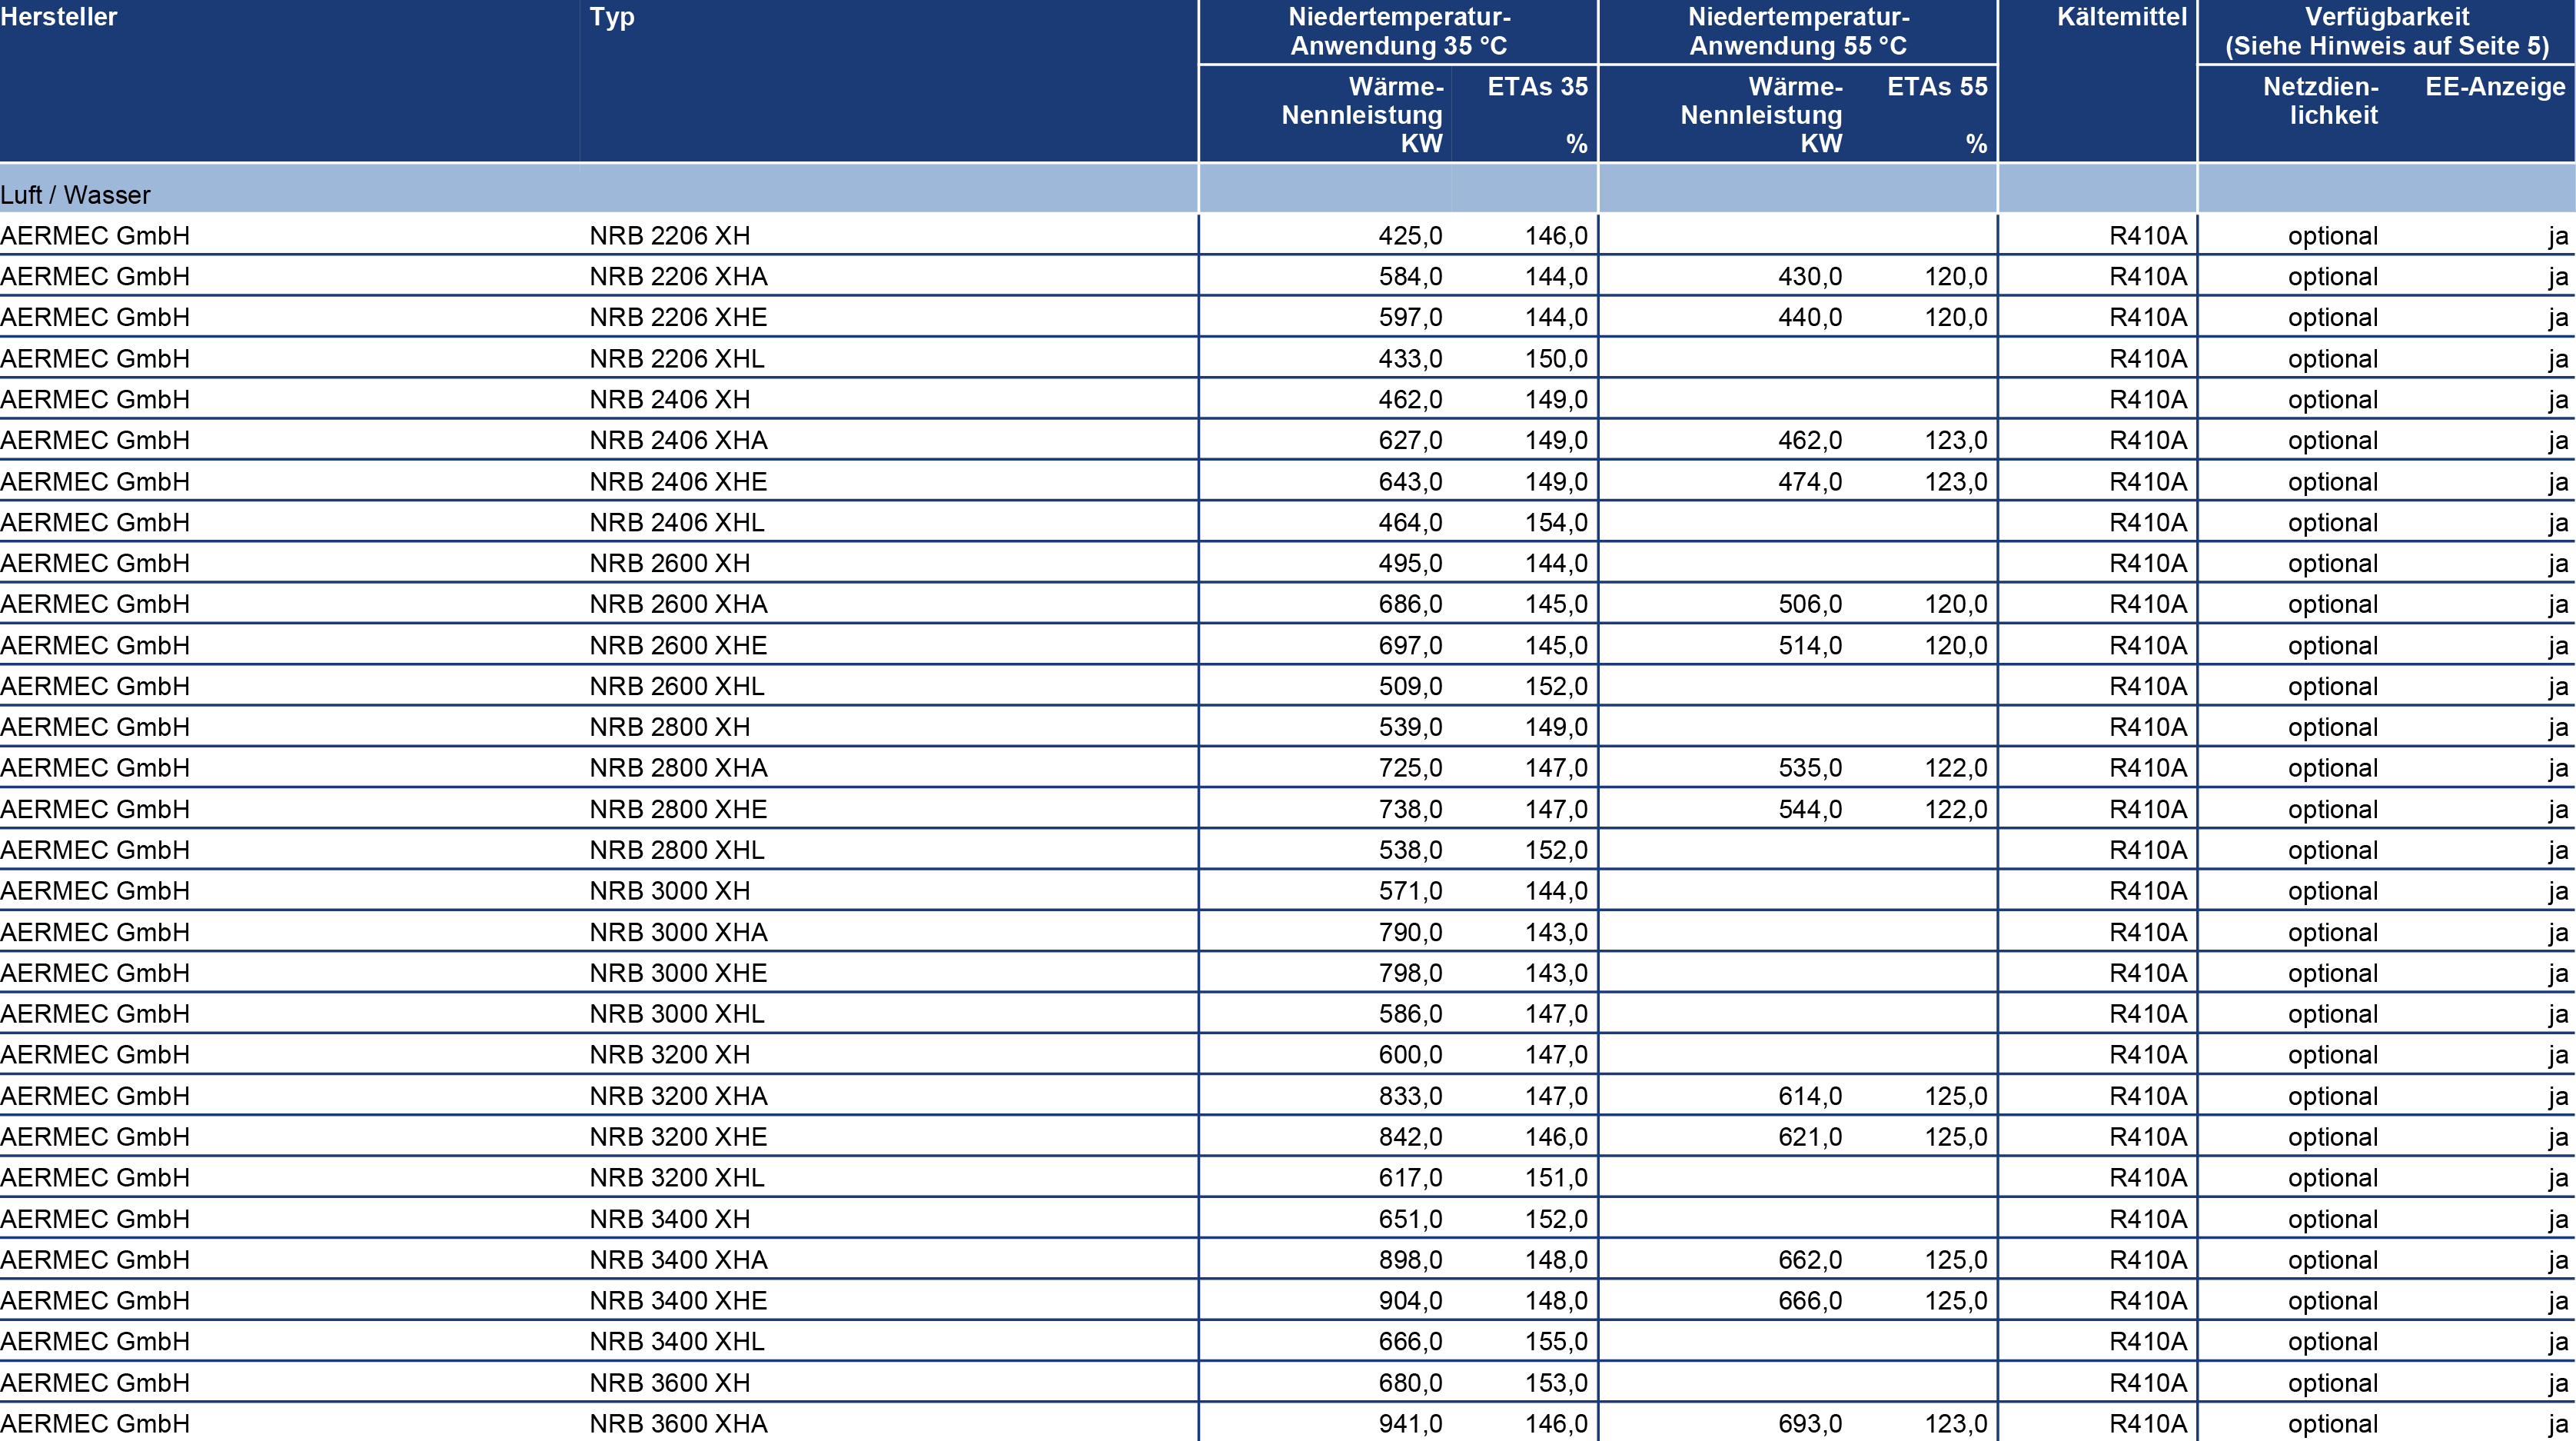 Hersteller Typ Niedertemperatur-Anwendung 35 °C Niedertemperatur-Anwendung 55 °C Kältemittel Verfügbarkeit (Siehe Hinweis auf Seite 5)
Wärme-Nennleistung KW ETAs 35 % Wärme-Nennleistung KW ETAs 55 % Netzdien-lichkeit EE-Anzeige
Luft / Wasser
AERMEC GmbH NRB 2206 XH 425,0 146,0 R410A optional ja
AERMEC GmbH NRB 2206 XHA 584,0 144,0 430,0 120,0 R410A optional ja
AERMEC GmbH NRB 2206 XHE 597,0 144,0 440,0 120,0 R410A optional ja
AERMEC GmbH NRB 2206 XHL 433,0 150,0 R410A optional ja
AERMEC GmbH NRB 2406 XH 462,0 149,0 R410A optional ja
AERMEC GmbH NRB 2406 XHA 627,0 149,0 462,0 123,0 R410A optional ja
AERMEC GmbH NRB 2406 XHE 643,0 149,0 474,0 123,0 R410A optional ja
AERMEC GmbH NRB 2406 XHL 464,0 154,0 R410A optional ja
AERMEC GmbH NRB 2600 XH 495,0 144,0 R410A optional ja
AERMEC GmbH NRB 2600 XHA 686,0 145,0 506,0 120,0 R410A optional ja
AERMEC GmbH NRB 2600 XHE 697,0 145,0 514,0 120,0 R410A optional ja
AERMEC GmbH NRB 2600 XHL 509,0 152,0 R410A optional ja
AERMEC GmbH NRB 2800 XH 539,0 149,0 R410A optional ja
AERMEC GmbH NRB 2800 XHA 725,0 147,0 535,0 122,0 R410A optional ja
AERMEC GmbH NRB 2800 XHE 738,0 147,0 544,0 122,0 R410A optional ja
AERMEC GmbH NRB 2800 XHL 538,0 152,0 R410A optional ja
AERMEC GmbH NRB 3000 XH 571,0 144,0 R410A optional ja
AERMEC GmbH NRB 3000 XHA 790,0 143,0 R410A optional ja
AERMEC GmbH NRB 3000 XHE 798,0 143,0 R410A optional ja
AERMEC GmbH NRB 3000 XHL 586,0 147,0 R410A optional ja
AERMEC GmbH NRB 3200 XH 600,0 147,0 R410A optional ja
AERMEC GmbH NRB 3200 XHA 833,0 147,0 614,0 125,0 R410A optional ja
AERMEC GmbH NRB 3200 XHE 842,0 146,0 621,0 125,0 R410A optional ja
AERMEC GmbH NRB 3200 XHL 617,0 151,0 R410A optional ja
AERMEC GmbH NRB 3400 XH 651,0 152,0 R410A optional ja
AERMEC GmbH NRB 3400 XHA 898,0 148,0 662,0 125,0 R410A optional ja
AERMEC GmbH NRB 3400 XHE 904,0 148,0 666,0 125,0 R410A optional ja
AERMEC GmbH NRB 3400 XHL 666,0 155,0 R410A optional ja
AERMEC GmbH NRB 3600 XH 680,0 153,0 R410A optional ja
AERMEC GmbH NRB 3600 XHA 941,0 146,0 693,0 123,0 R410A optional ja